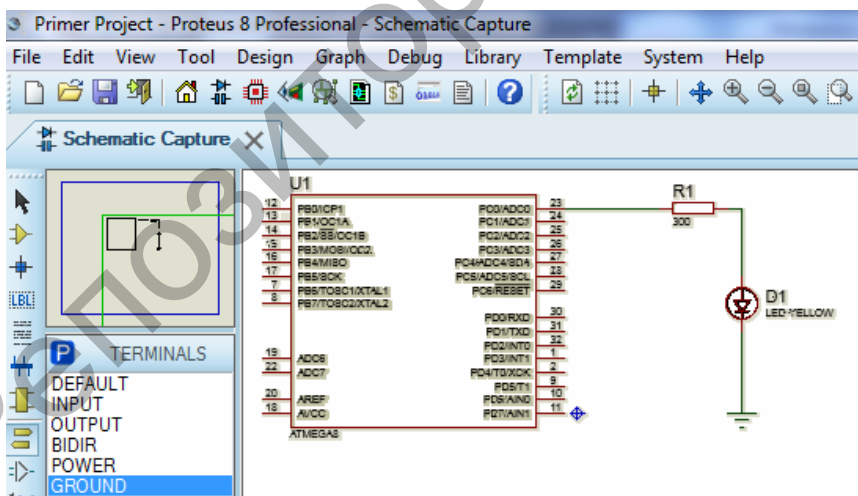 Primer Project - Proteus 8 Professional - Schematic Capture
File Edit View Tool Design Graph Debug Library Template System Help
Schematic Capture
LBL
TERMINALS
DEFAULT
INPUT
OUTPUT
BIDIR
POWER
GROUND
U1
12 PB0/ICP1
13 PB1/OC1A
14 PB2/SS/OC1B
15 PB3/MOSI/OC2
16 PB4/MISO
17 PB5/SCK
7 PB6/TOSC1/XTAL1
8 PB7/TOSC2/XTAL2
19 ADC6
22 ADC7
20 AREF
18 AVCC
PC0/ADC0 23
PC1/ADC1 24
PC2/ADC2 25
PC3/ADC3 26
PC4/ADC4/SDA 27
PC5/ADC5/SCL 28
PC6/RESET 29
PD0/RXD 30
PD1/TXD 31
PD2/INT0 32
PD3/INT1 1
PD4/T0/XCK 2
PD5/T1 9
PD6/AIN0 10
PD7/AIN1 11
ATMEGA8
R1
300
D1
LED-YELLOW